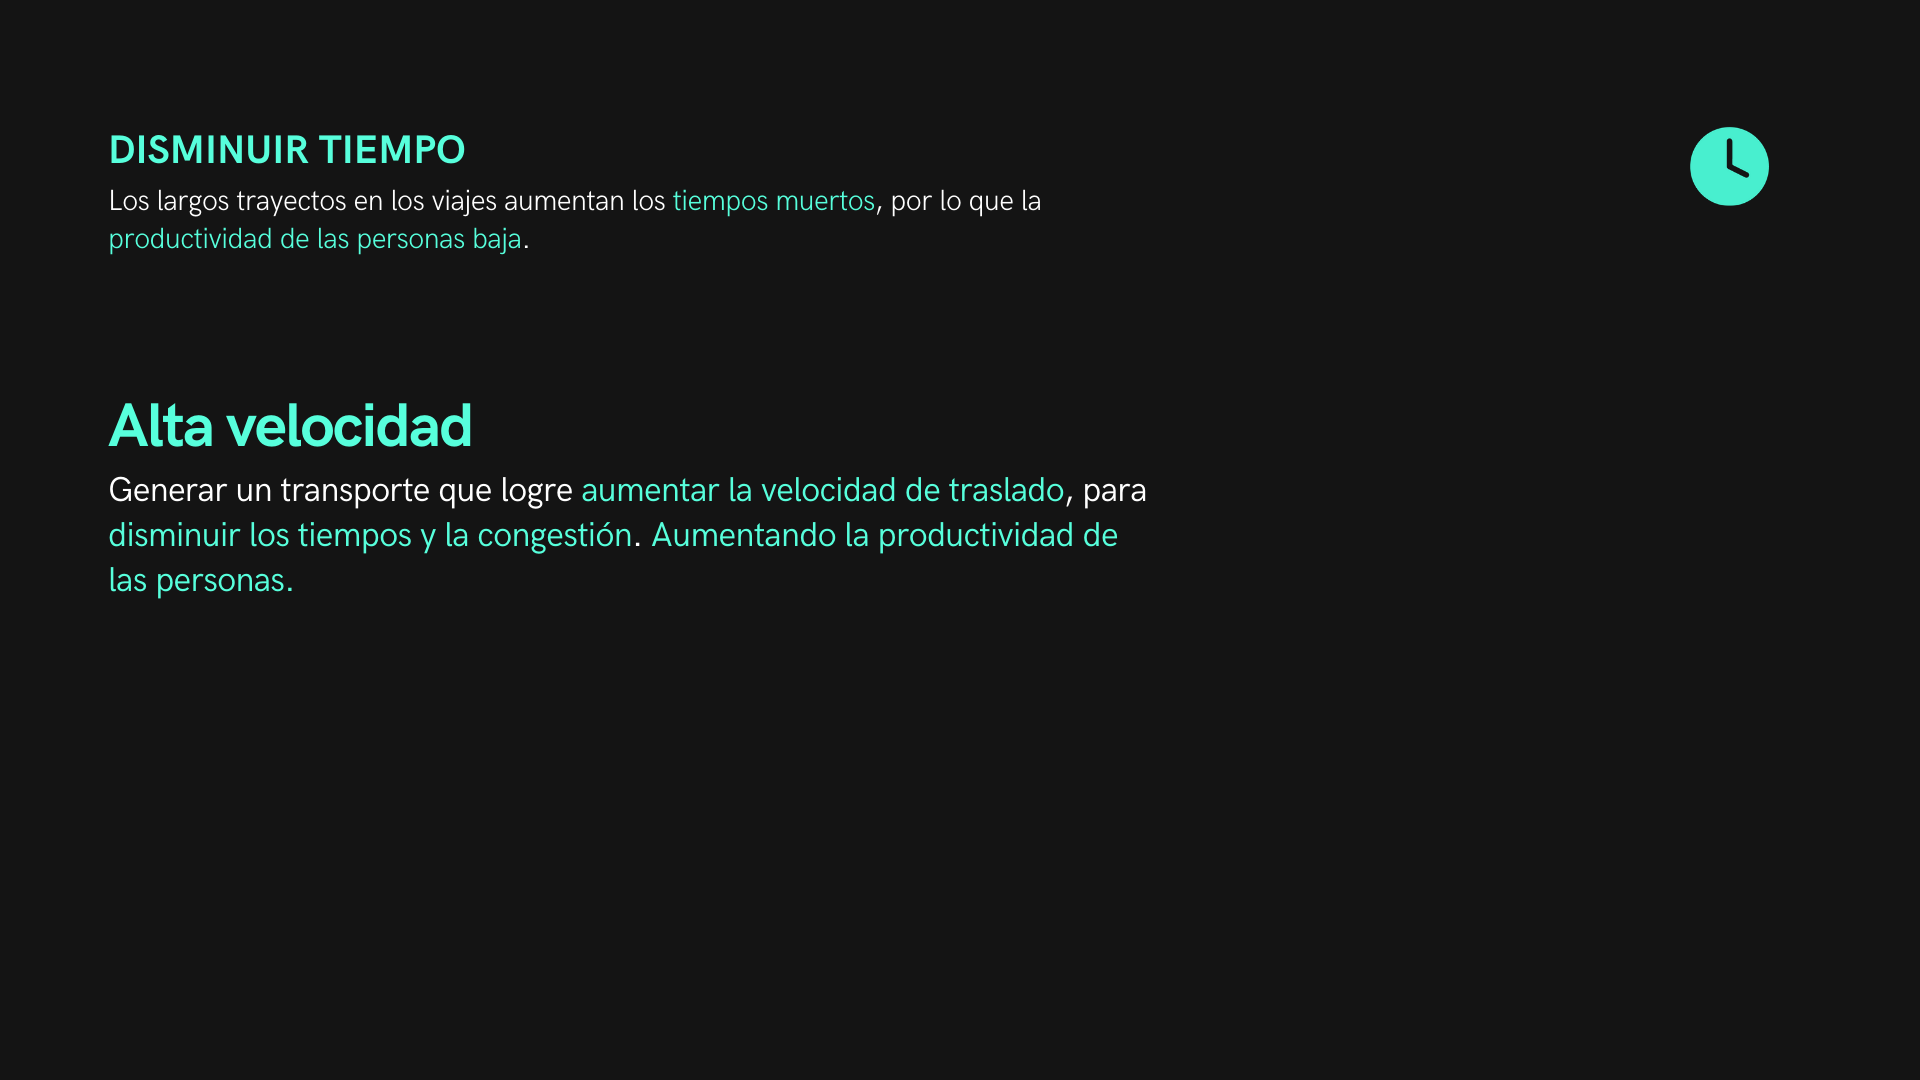 DISMINUIR TIEMPO
Los largos trayectos en los viajes aumentan los tiempos muertos, por lo que la
productividad de las personas baja.
Alta velocidad
Generar un transporte que logre aumentar la velocidad de traslado, para
disminuir los tiempos y la congestión. Aumentando la productividad de
las personas.